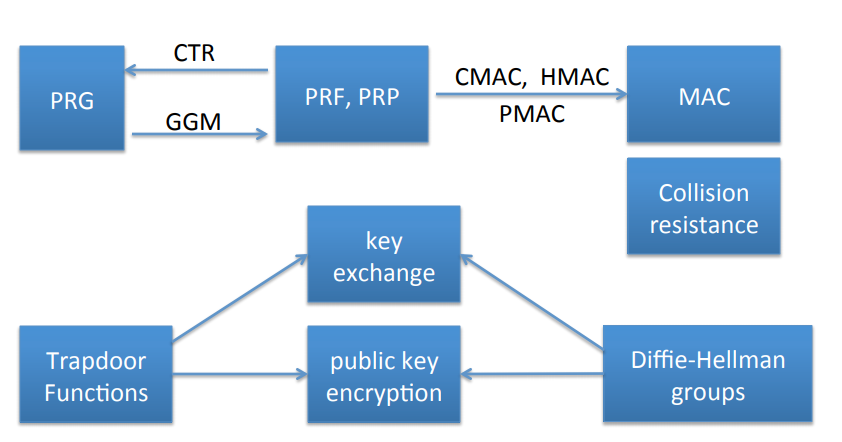 CTR
PRG
GGM
PRF, PRP
CMAC, HMAC
PMAC
MAC
Collision
resistance
key
exchange
Trapdoor
Functions
public key
encryption
Diffie-Hellman
groups